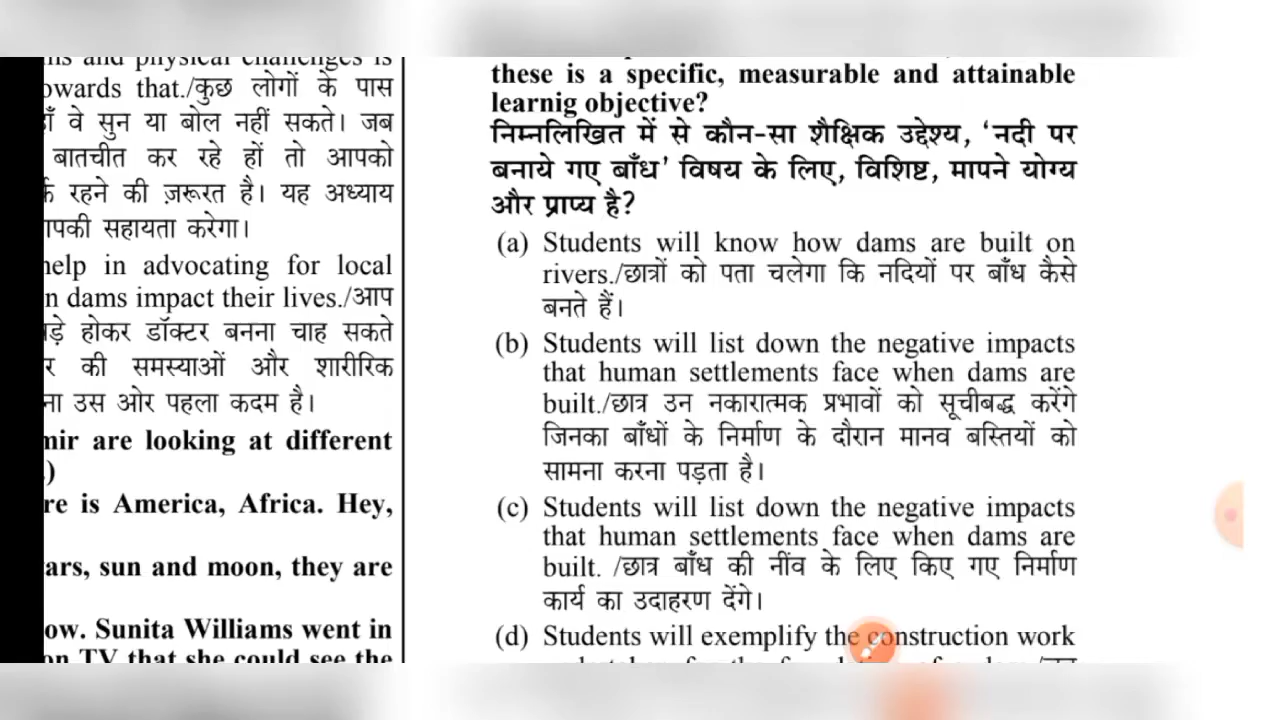 and physical challenges is
towards that./कुछ लोगों के पास
वे सुन या बोल नहीं सकते। जब
बातचीत कर रहे हों तो आपको
रहने की ज़रूरत है। यह अध्याय
सहायता करेगा।
help in advocating for local
dams impact their lives./आप
होकर डॉक्टर बनना चाह सकते
की समस्याओं और शारीरिक
उस ओर पहला कदम है।
are looking at different
)
is America, Africa. Hey,
sun and moon, they are
Sunita Williams went in
on TV that she could see the
these is a specific, measurable and attainable
learnig objective?
निम्नलिखित में से कौन-सा शैक्षिक उद्देश्य, ‘नदी पर
बनाये गए बाँध’ विषय के लिए, विशिष्ट, मापने योग्य
और प्राप्य है?
(a) Students will know how dams are built on
rivers./छात्रों को पता चलेगा कि नदियों पर बाँध कैसे
बनते हैं।
(b) Students will list down the negative impacts
that human settlements face when dams are
built./छात्र उन नकारात्मक प्रभावों को सूचीबद्ध करेंगे
जिनका बाँधों के निर्माण के दौरान मानव बस्तियों को
सामना करना पड़ता है।
(c) Students will list down the negative impacts
that human settlements face when dams are
built. /छात्र बाँध की नींव के लिए किए गए निर्माण
कार्य का उदाहरण देंगे।
(d) Students will exemplify the construction work